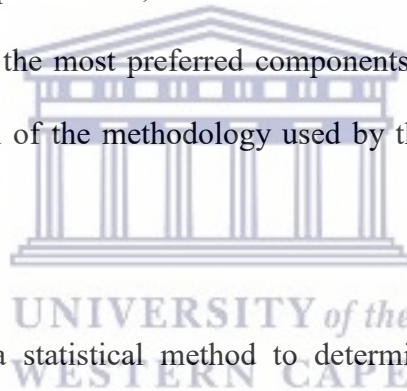 the most preferred components
of the methodology used by th
UNIVERSITY of the
a statistical method to determi
WESTERN CAPE